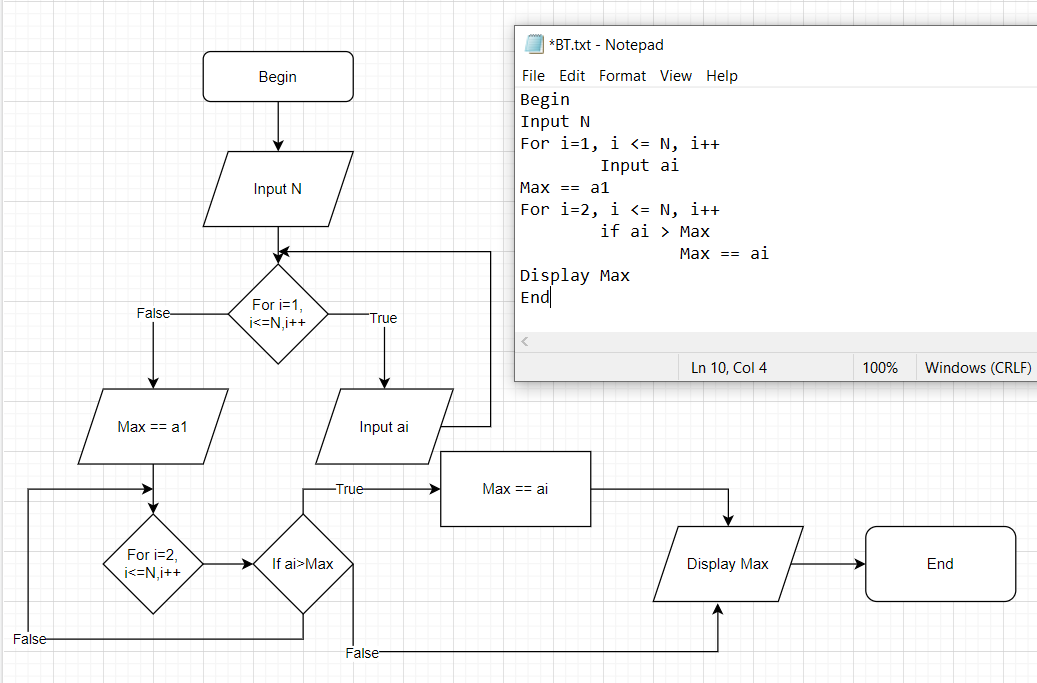 Begin
Input N
For i=1,
i<=N,i++
False
True
Max == a1
Input ai
True
Max == ai
For i=2,
i<=N,i++
If ai>Max
Display Max
End
False
False
*BT.txt - Notepad
File Edit Format View Help
Begin
Input N
For i=1, i <= N, i++
Input ai
Max == a1
For i=2, i <= N, i++
if ai > Max
Max == ai
Display Max
End
Ln 10, Col 4 100% Windows (CRLF)